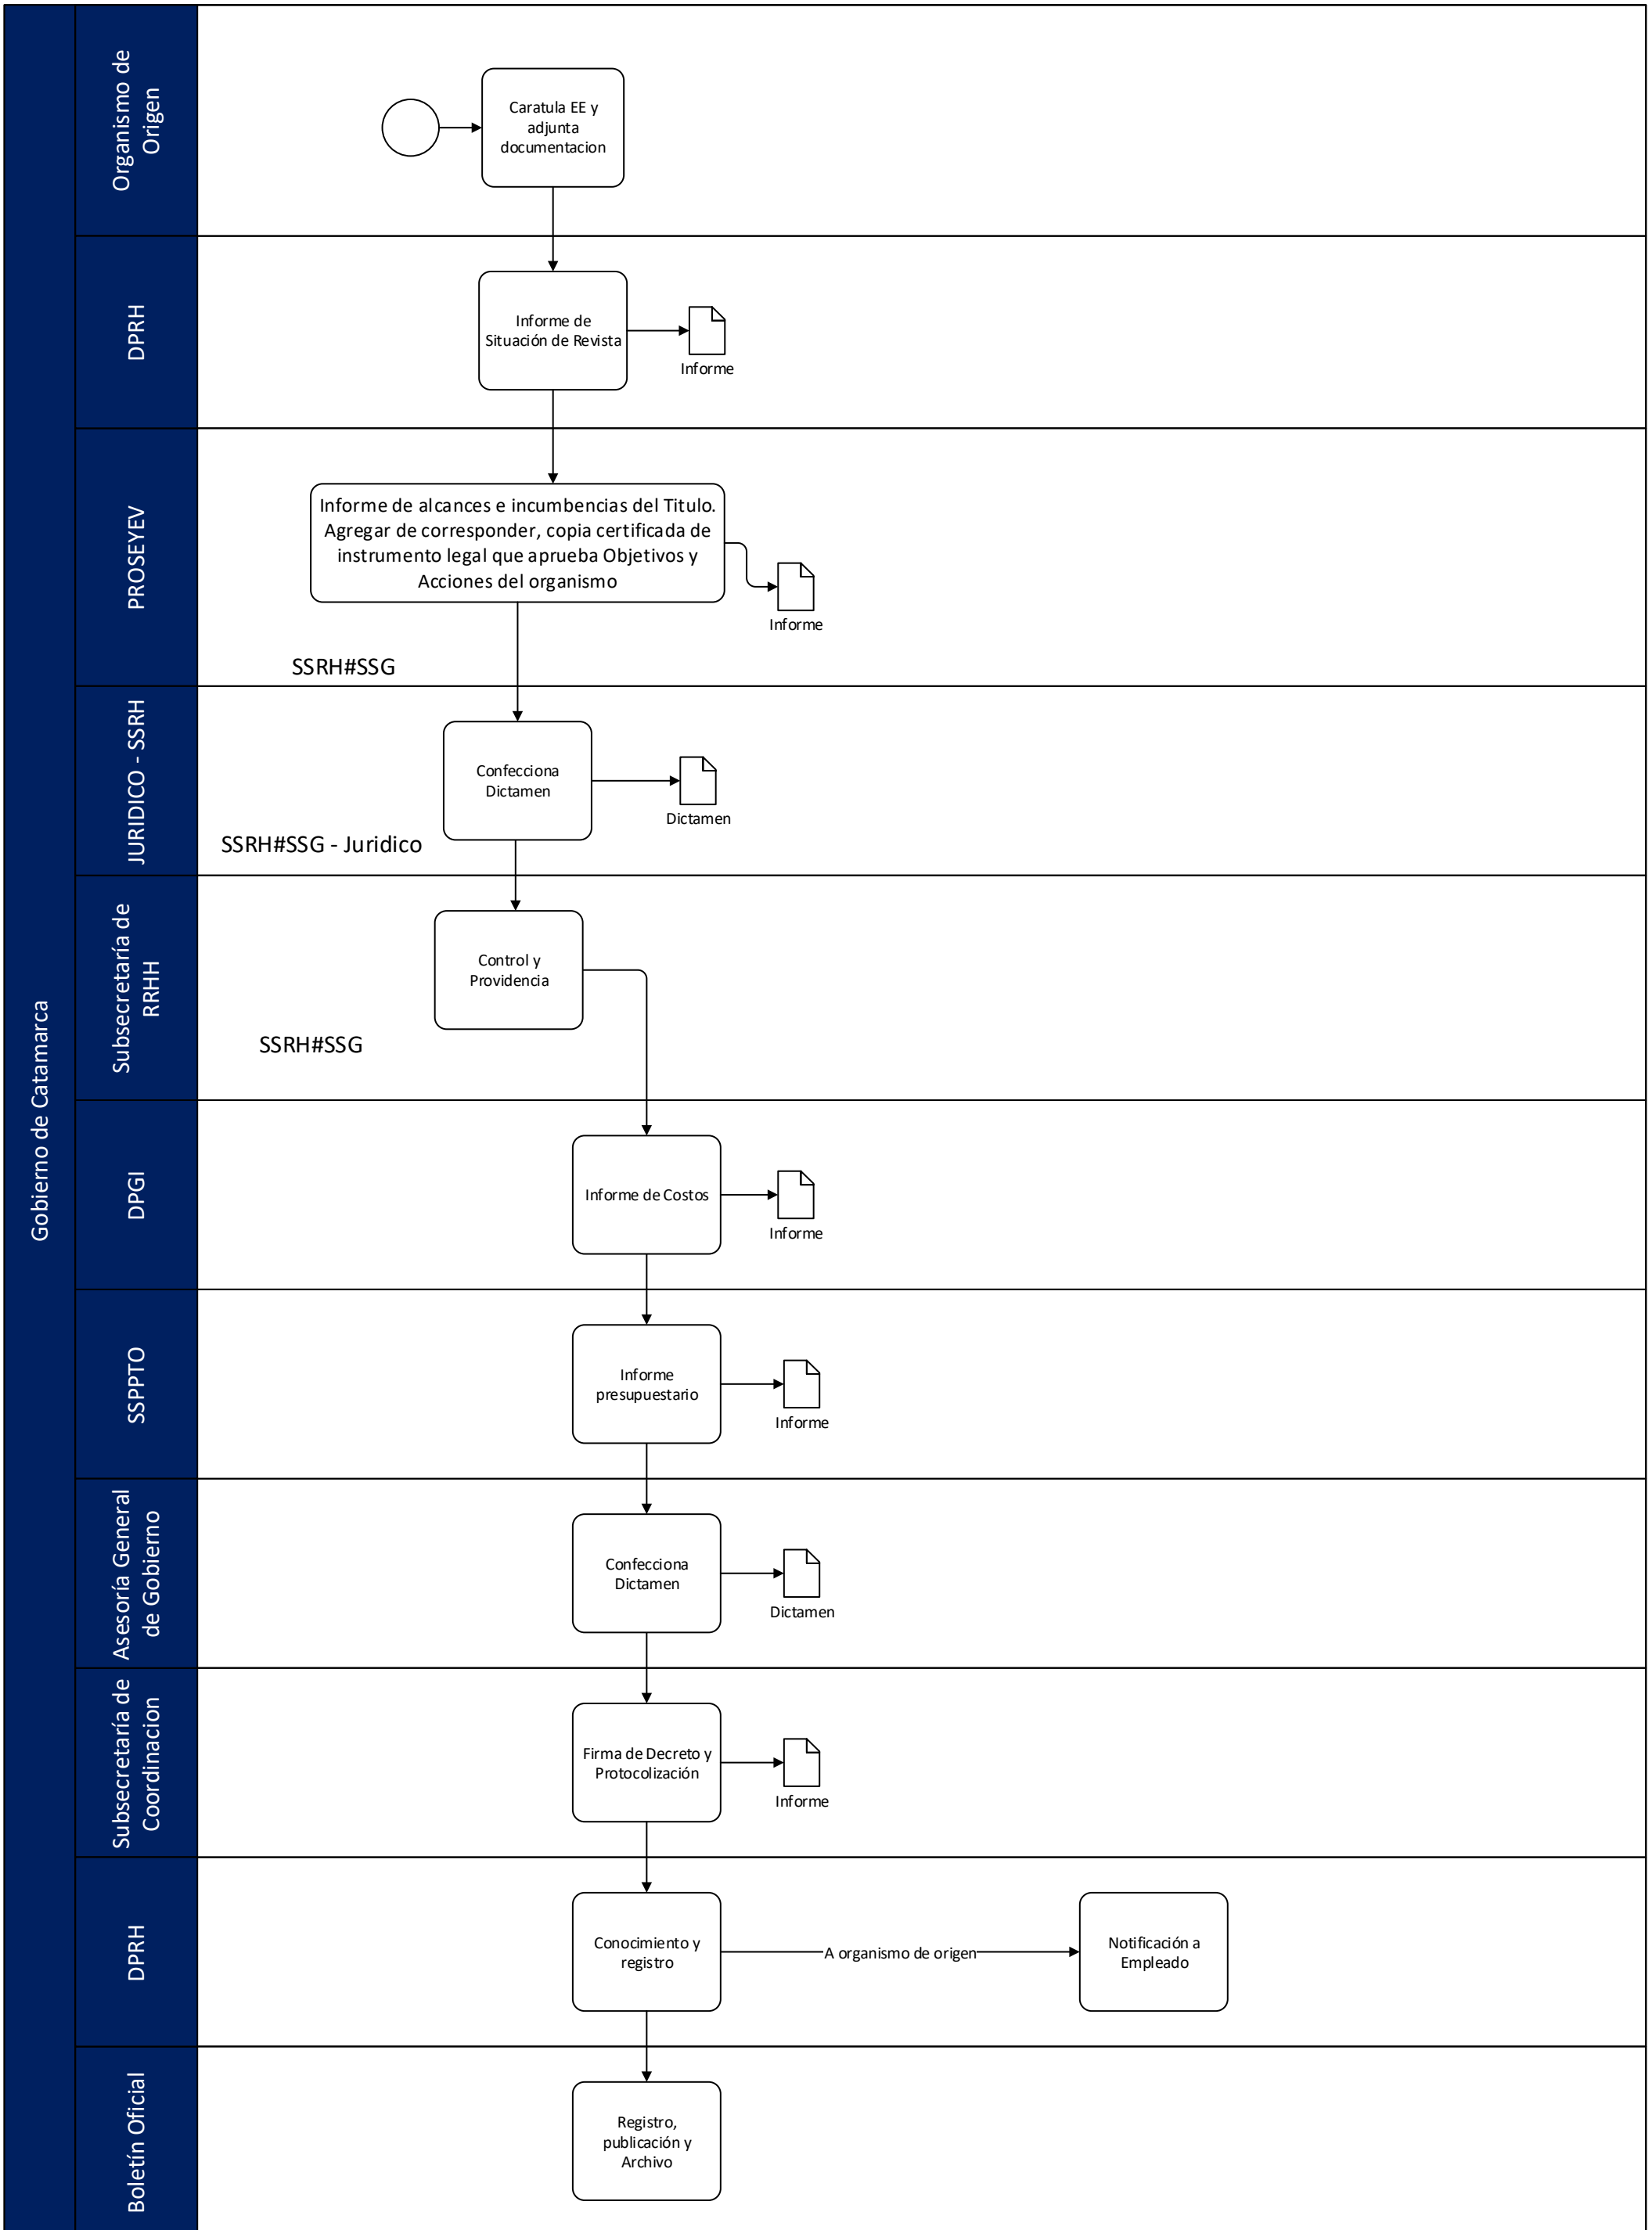 Gobierno de Catamarca
Organismo de
Origen
Caratula EE y
adjunta
documentacion
DPRH
Informe de
Situación de Revista
Informe
PROSEYEV
Informe de alcances e incumbencias del Titulo.
Agregar de corresponder, copia certificada de
instrumento legal que aprueba Objetivos y
Acciones del organismo
Informe
SSRH#SSG
JURIDICO - SSRH
Confecciona
Dictamen
Dictamen
SSRH#SSG - Juridico
Subsecretaría de
RRHH
Control y
Providencia
SSRH#SSG
DPGI
Informe de Costos
Informe
SSPPTO
Informe
presupuestario
Informe
Asesoría General
de Gobierno
Confecciona
Dictamen
Dictamen
Subsecretaría de
Coordinacion
Firma de Decreto y
Protocolización
Informe
DPRH
Conocimiento y
registro
A organismo de origen
Notificación a
Empleado
Boletín Oficial
Registro,
publicación y
Archivo